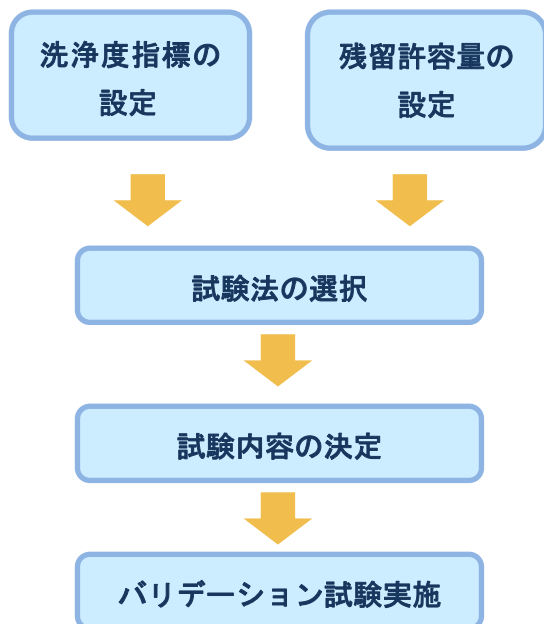 洗浄度指標の
設定
残留許容量の
設定
試験法の選択
試験内容の決定
バリデーション試験実施